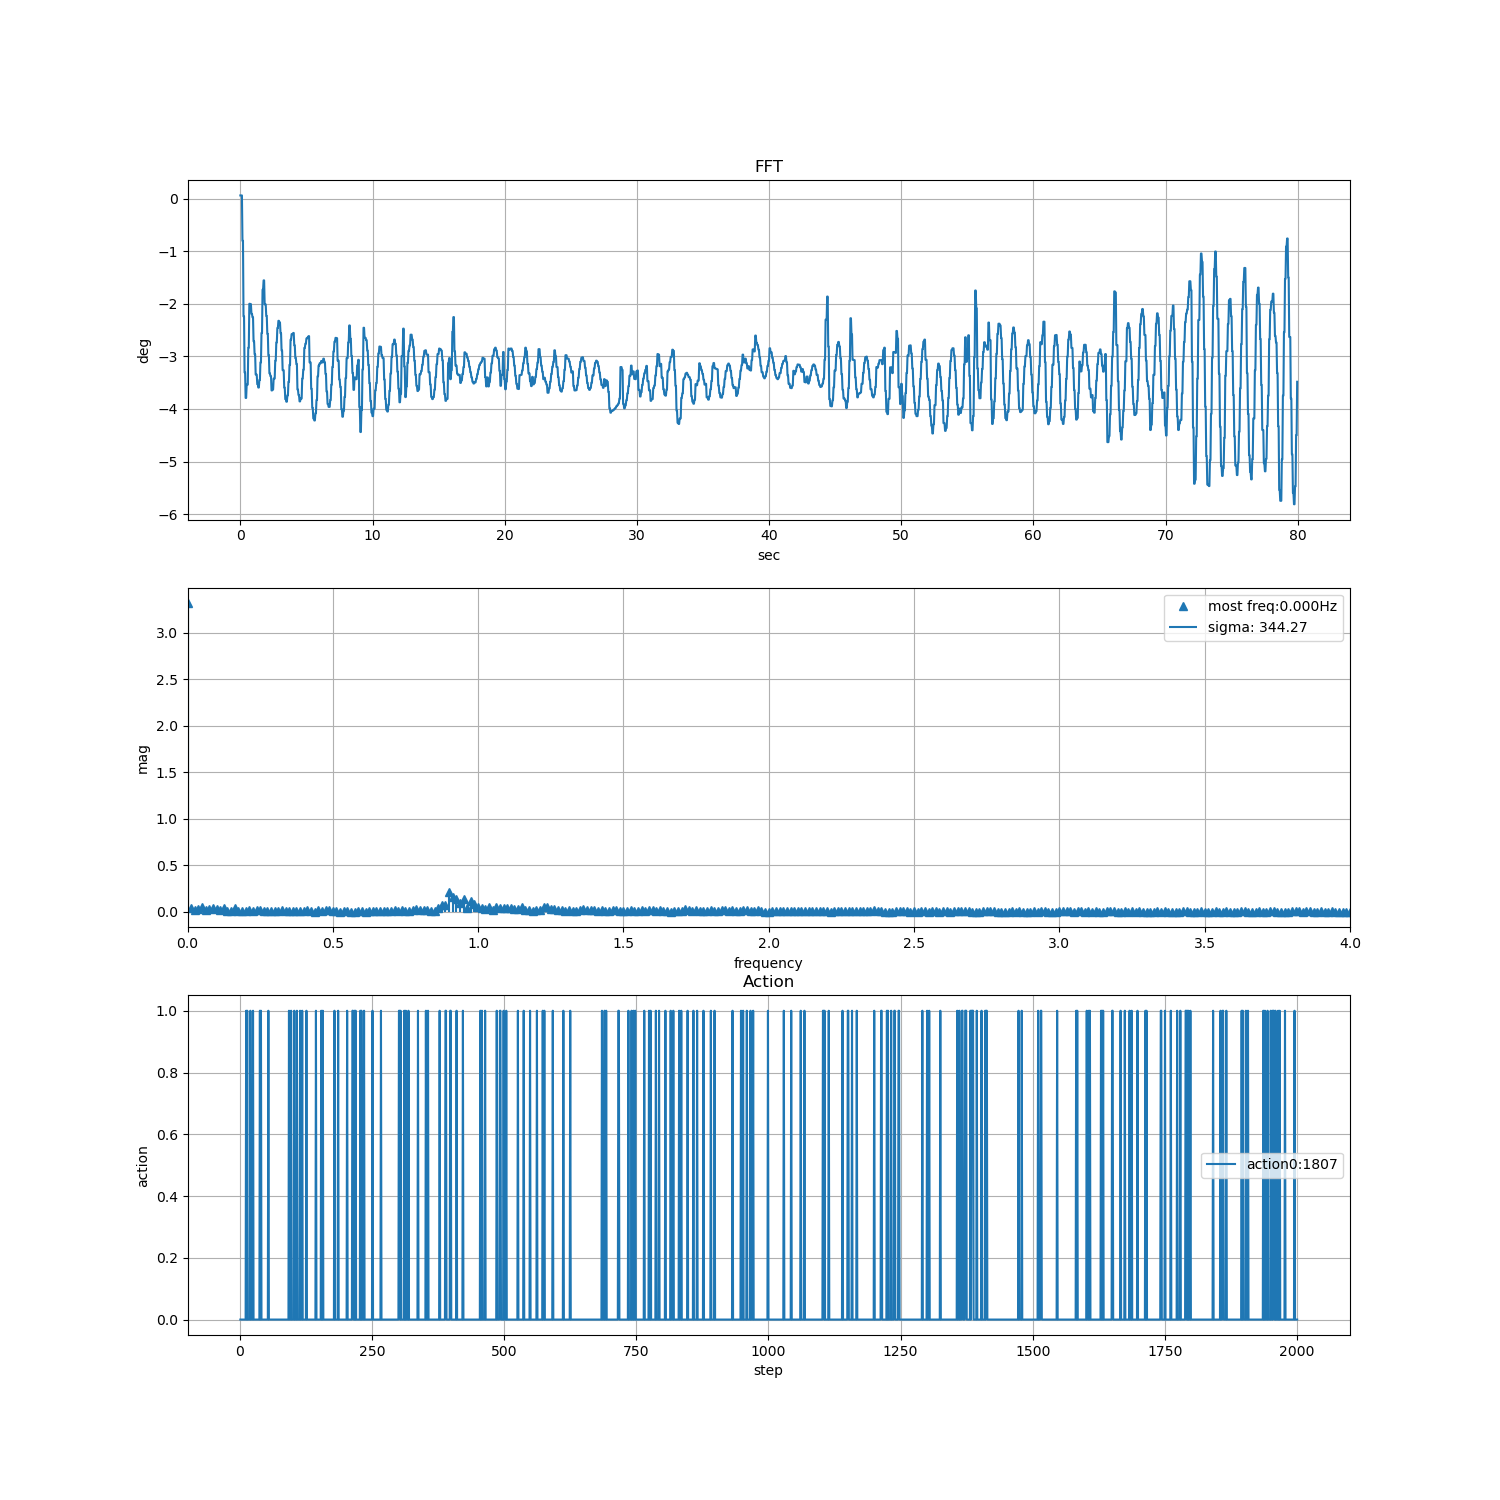 FFT
0
−1
−2
−3
−4
−5
−6
deg
0 10 20 30 40 50 60 70 80
sec
most freq:0.000Hz
sigma: 344.27
3.0
2.5
2.0
1.5
1.0
0.5
0.0
mag
0.0 0.5 1.0 1.5 2.0 2.5 3.0 3.5 4.0
frequency
Action
1.0
0.8
0.6
0.4
0.2
0.0
action
action0:1807
0 250 500 750 1000 1250 1500 1750 2000
step